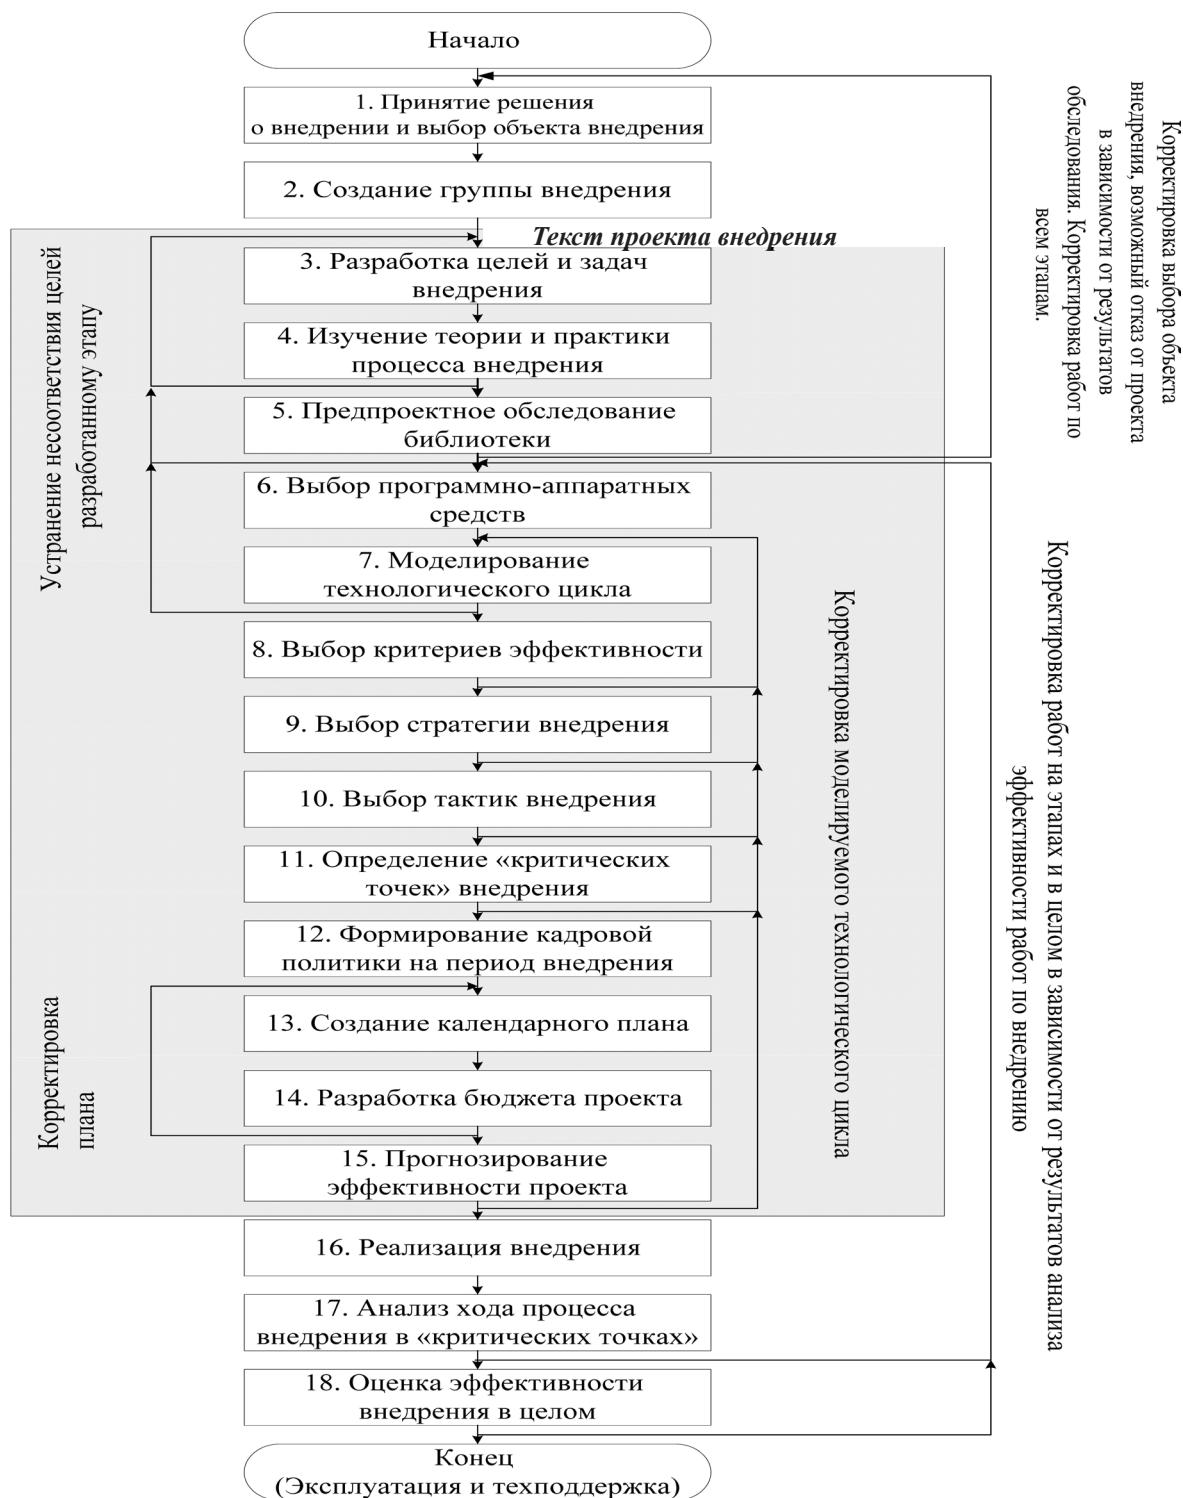 Начало
1. Принятие решения
о внедрении и выбор объекта внедрения
2. Создание группы внедрения
Текст проекта внедрения
3. Разработка целей и задач
внедрения
4. Изучение теории и практики
процесса внедрения
5. Предпроектное обследование
библиотеки
6. Выбор программно-аппаратных
средств
7. Моделирование
технологического цикла
8. Выбор критериев эффективности
9. Выбор стратегии внедрения
10. Выбор тактик внедрения
11. Определение «критических
точек» внедрения
12. Формирование кадровой
политики на период внедрения
13. Создание календарного плана
14. Разработка бюджета проекта
15. Прогнозирование
эффективности проекта
16. Реализация внедрения
17. Анализ хода процесса
внедрения в «критических точках»
18. Оценка эффективности
внедрения в целом
Конец
(Эксплуатация и техподдержка)
Устранение несоответствия целей
разработанному этапу
Корректировка
плана
Корректировка моделируемого технологического цикла
Корректировка выбора объекта
внедрения, возможный отказ от проекта
в зависимости от результатов
обследования. Корректировка работ по
всем этапам.
Корректировка работ на этапах и в целом в зависимости от результатов анализа
эффективности работ по внедрению